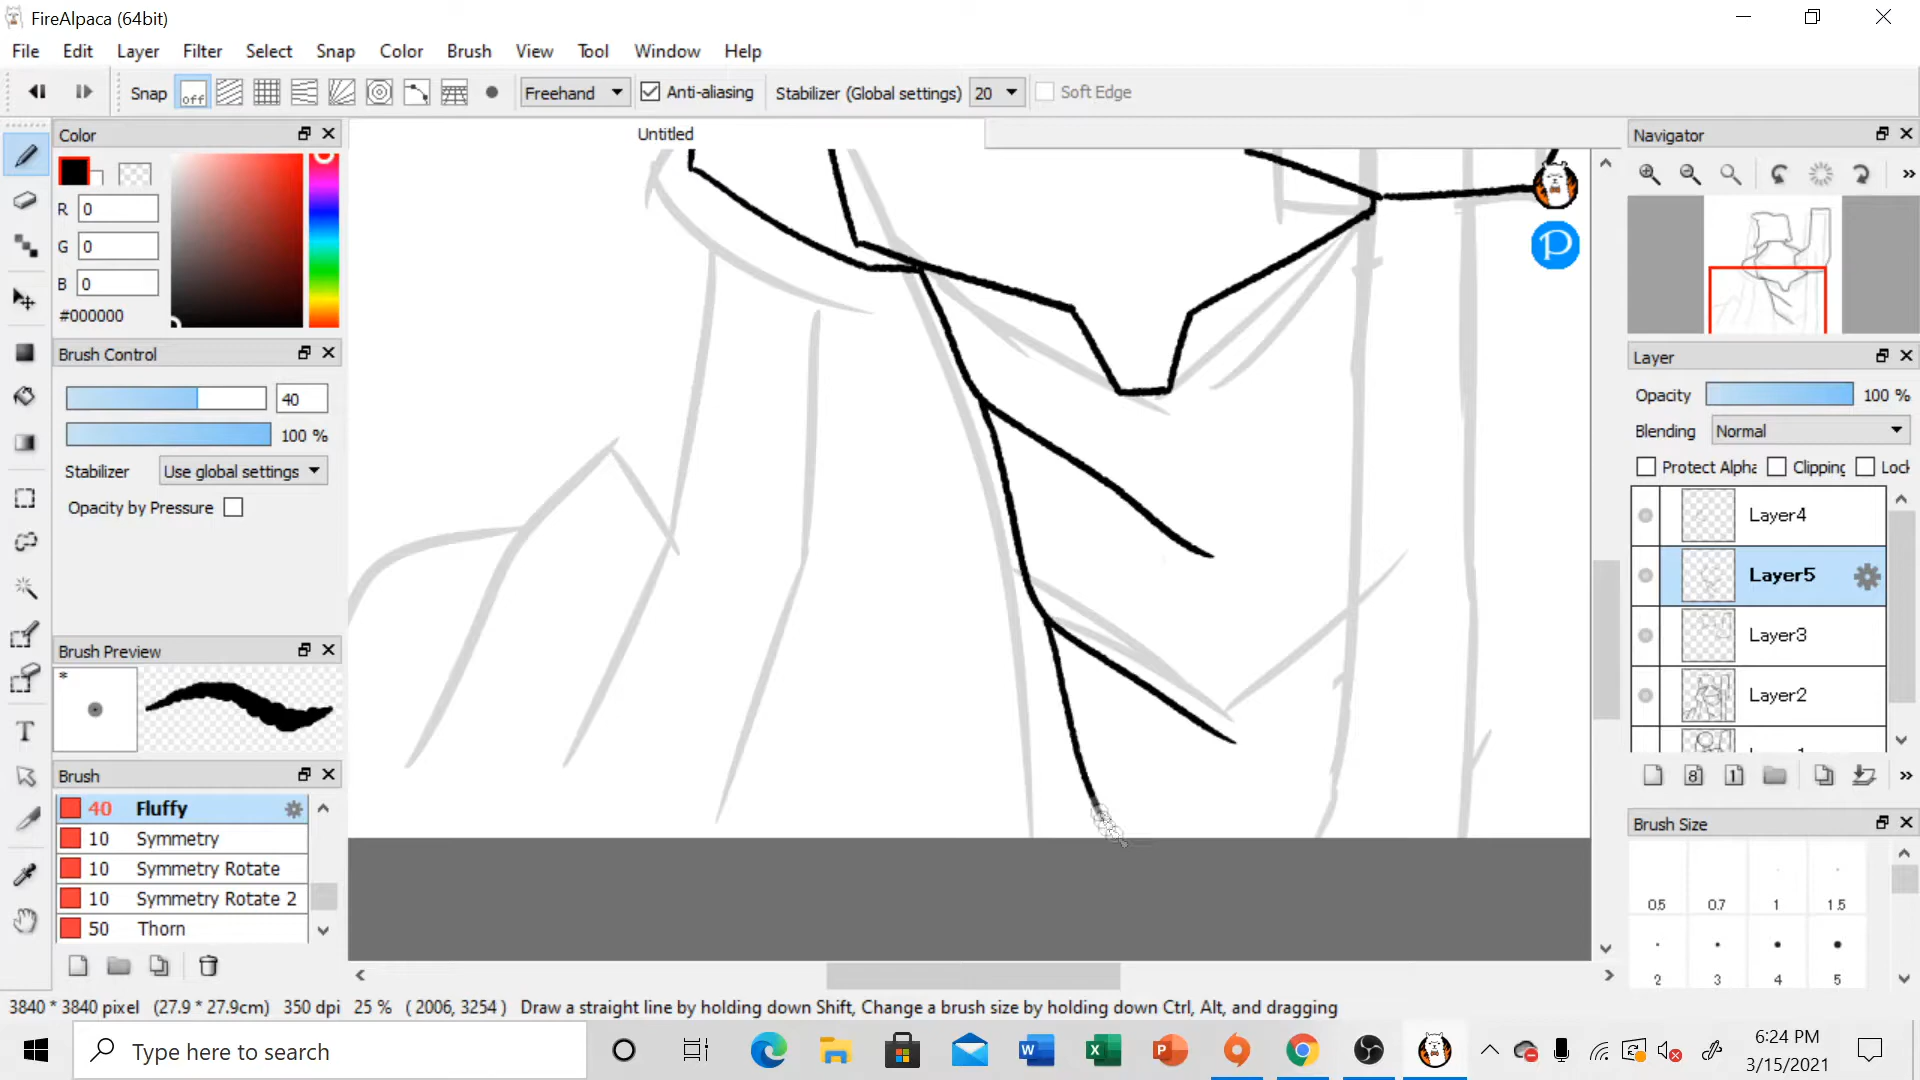 FireAlpaca (64bit)
File Edit Layer Filter Select Snap Color Brush View Tool Window Help
Snap off Freehand Anti-aliasing Stabilizer (Global settings) 20 Soft Edge
Color
Untitled
Navigator
R 0
G 0
B 0
#000000
P
Brush Control
40
100 %
Stabilizer Use global settings
Opacity by Pressure
Layer
Opacity 100 %
Blending Normal
Protect Alpha Clipping Lock
Layer4
Layer5
Layer3
Layer2
8 1
Brush Preview
*
T
Brush
40 Fluffy
10 Symmetry
10 Symmetry Rotate
10 Symmetry Rotate 2
50 Thorn
Brush Size
0.5 0.7 1 1.5
2 3 4 5
3840 * 3840 pixel (27.9 * 27.9cm) 350 dpi 25 % ( 2006, 3254 ) Draw a straight line by holding down Shift, Change a brush size by holding down Ctrl, Alt, and dragging
Type here to search
W X P
6:24 PM
3/15/2021